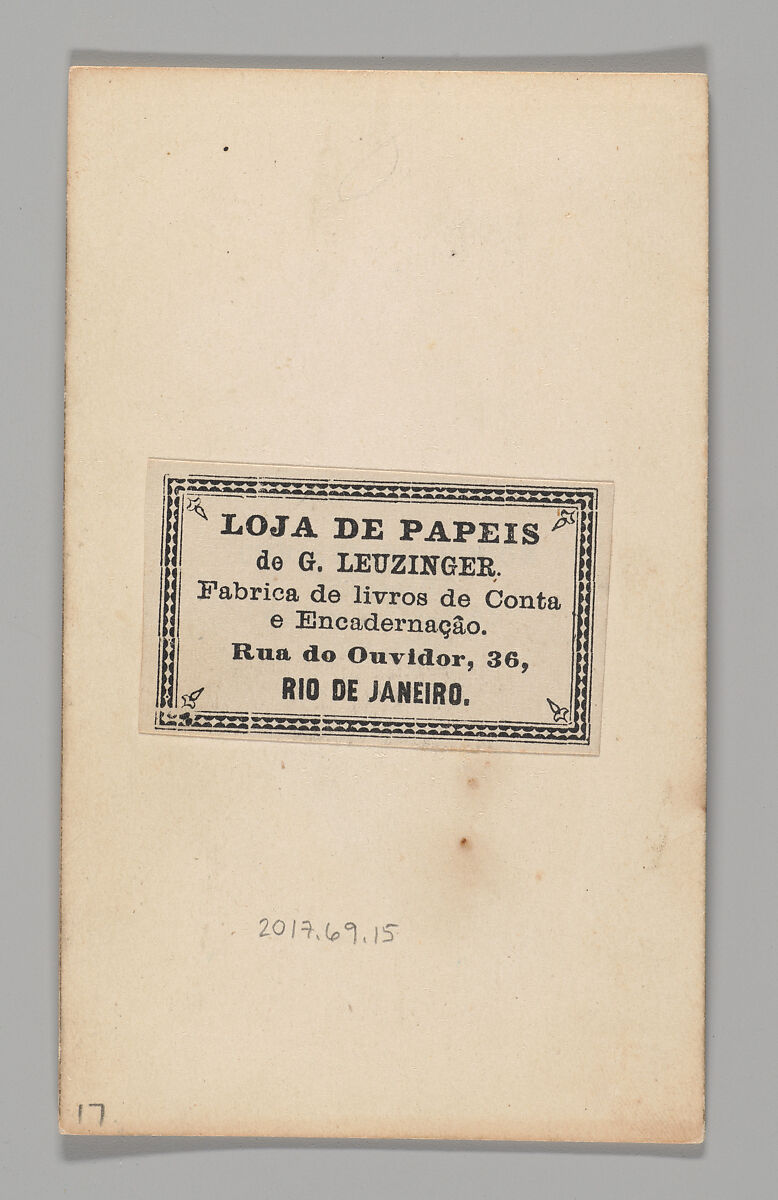 LOJA DE PAPEIS
de G. LEUZINGER.
Fabrica de livros de Conta
e Encadernação.
Rua do Ouvidor, 36,
RIO DE JANEIRO.
2017.69.15
17